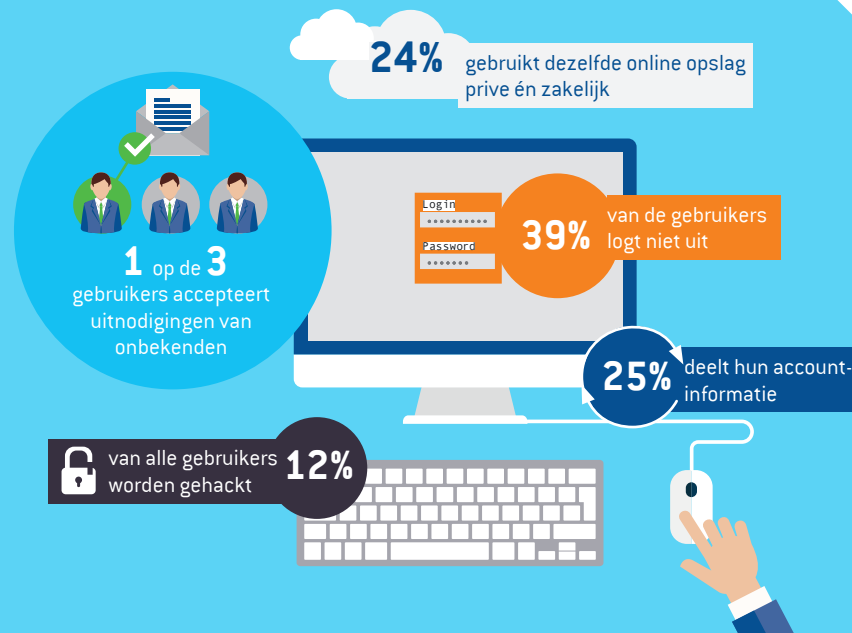 24%
gebruikt dezelfde online opslag
prive én zakelijk
1 op de 3
gebruikers accepteert
uitnodigingen van
onbekenden
Login
Password
39%
van de gebruikers
logt niet uit
25%
deelt hun account-
informatie
van alle gebruikers
worden gehackt
12%